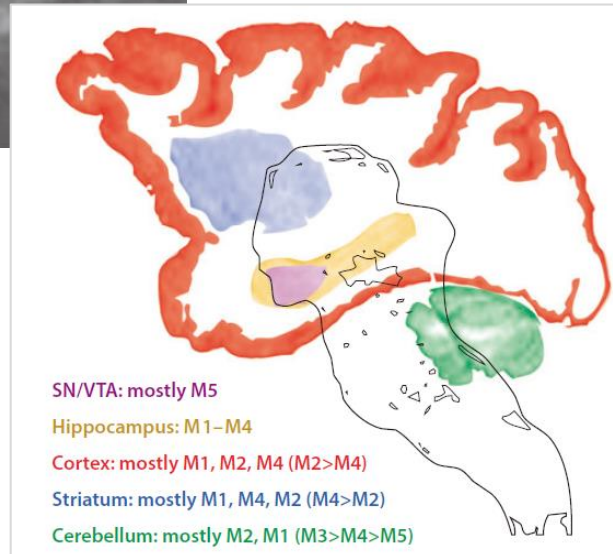 SN/VTA: mostly M5
Hippocampus: M1–M4
Cortex: mostly M1, M2, M4 (M2>M4)
Striatum: mostly M1, M4, M2 (M4>M2)
Cerebellum: mostly M2, M1 (M3>M4>M5)